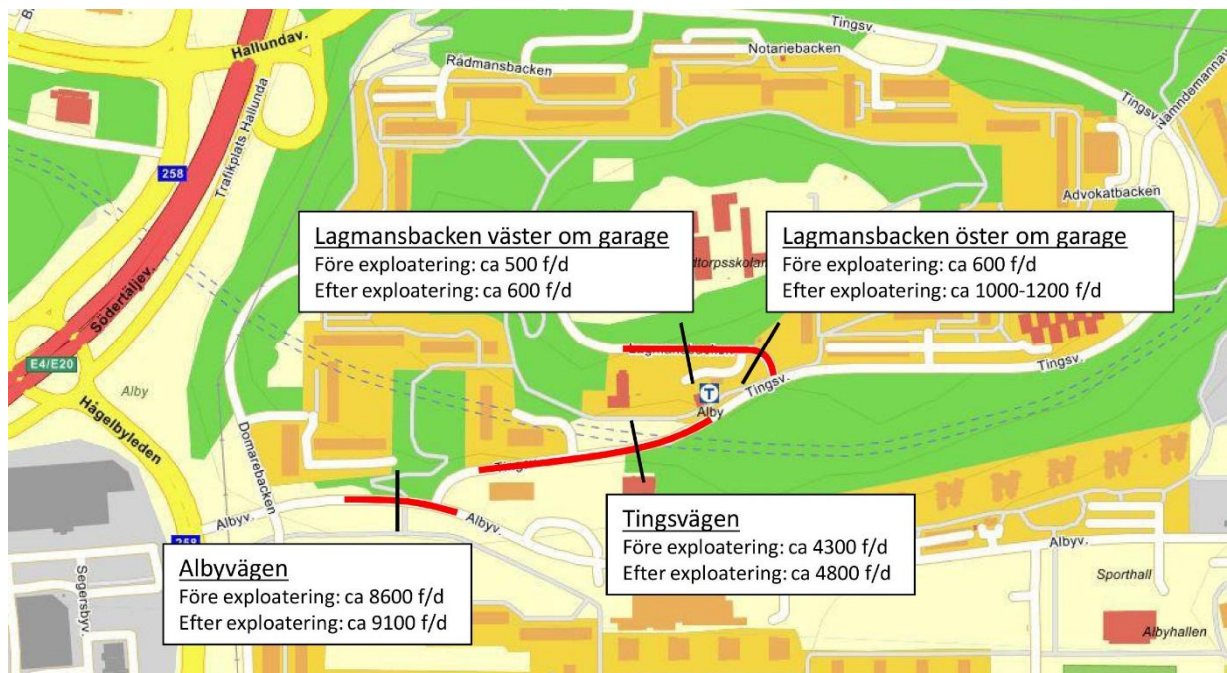 Tingsv.
Hallundav.
Notariebacken
Rådmansbacken
Trafikplats Hallunda
Tingsv.
Nämndemannav.
258
Advokatbacken
Lagmansbacken väster om garage
Före exploatering: ca 500 f/d
Efter exploatering: ca 600 f/d
Lagmansbacken öster om garage
Före exploatering: ca 600 f/d
Efter exploatering: ca 1000-1200 f/d
Södertäljev.
E4/E20
Alby
Hågelbyleden
Domarebacken
T
Alby
Tingsv.
Tingsv.
Albyv.
Albyv.
Albyv.
258
Segersbyv.
Albyvägen
Före exploatering: ca 8600 f/d
Efter exploatering: ca 9100 f/d
Tingsvägen
Före exploatering: ca 4300 f/d
Efter exploatering: ca 4800 f/d
Sporthall
Albyhallen